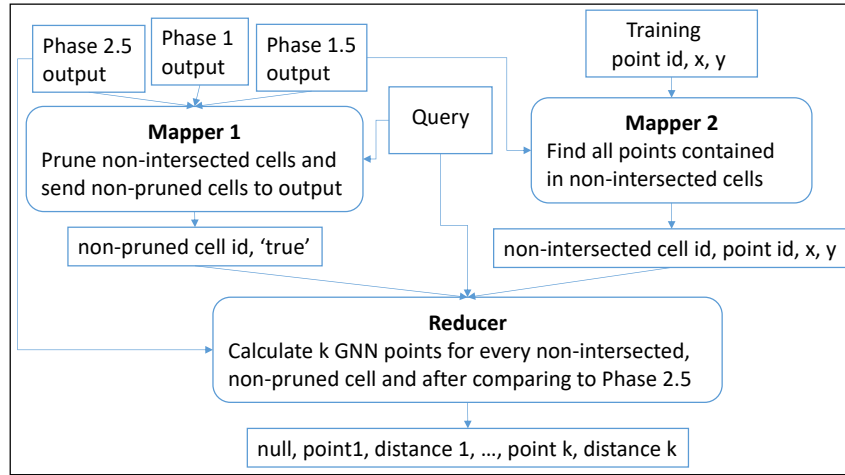 Phase 2.5
output
Phase 1
output
Phase 1.5
output
Training
point id, x, y
Mapper 1
Prune non-intersected cells and
send non-pruned cells to output
Query
Mapper 2
Find all points contained
in non-intersected cells
non-pruned cell id, ‘true’
non-intersected cell id, point id, x, y
Reducer
Calculate k GNN points for every non-intersected,
non-pruned cell and after comparing to Phase 2.5
null, point1, distance 1, …, point k, distance k